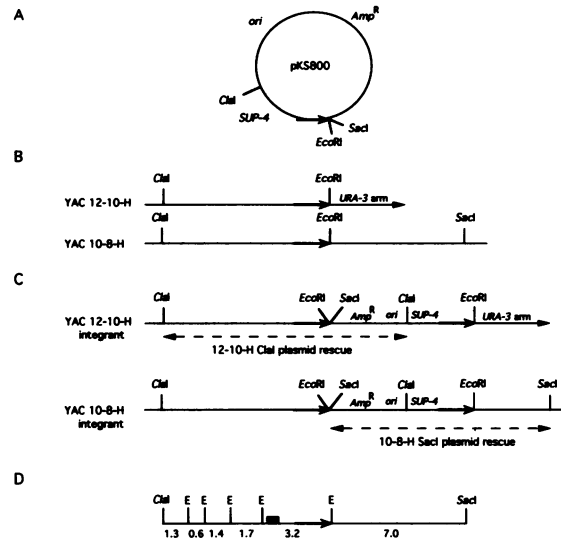 A
ori
Amp^R
pKS800
ClaI
SUP-4
SacI
EcoRI
B
ClaI EcoRI
YAC 12-10-H URA-3 arm
ClaI EcoRI SacI
YAC 10-8-H
C
ClaI EcoRI SacI Amp^R ori ClaI SUP-4 EcoRI URA-3 arm
YAC 12-10-H
integrant
12-10-H ClaI plasmid rescue
ClaI EcoRI SacI Amp^R ori ClaI SUP-4 EcoRI SacI
YAC 10-8-H
integrant
10-8-H SacI plasmid rescue
D
ClaI E E E E E SacI
1.3 0.6 1.4 1.7 3.2 7.0